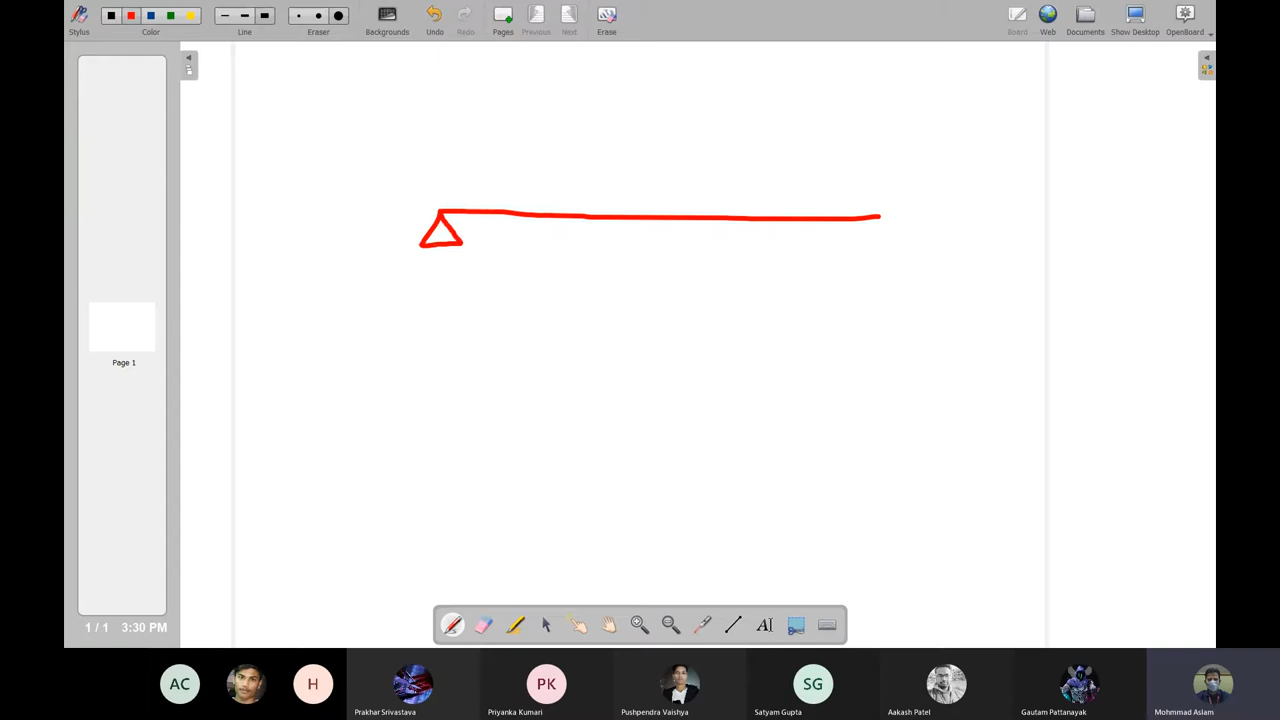 Stylus Color Line Eraser Backgrounds Undo Redo Pages Previous Next Erase Board Web Documents Show Desktop OpenBoard
Page 1
1 / 1 3:30 PM
AI
AC H PK SG
Prakhar Srivastava Priyanka Kumari Pushpendra Vaishya Satyam Gupta Aakash Patel Gautam Pattanayak Mohmmad Aslam